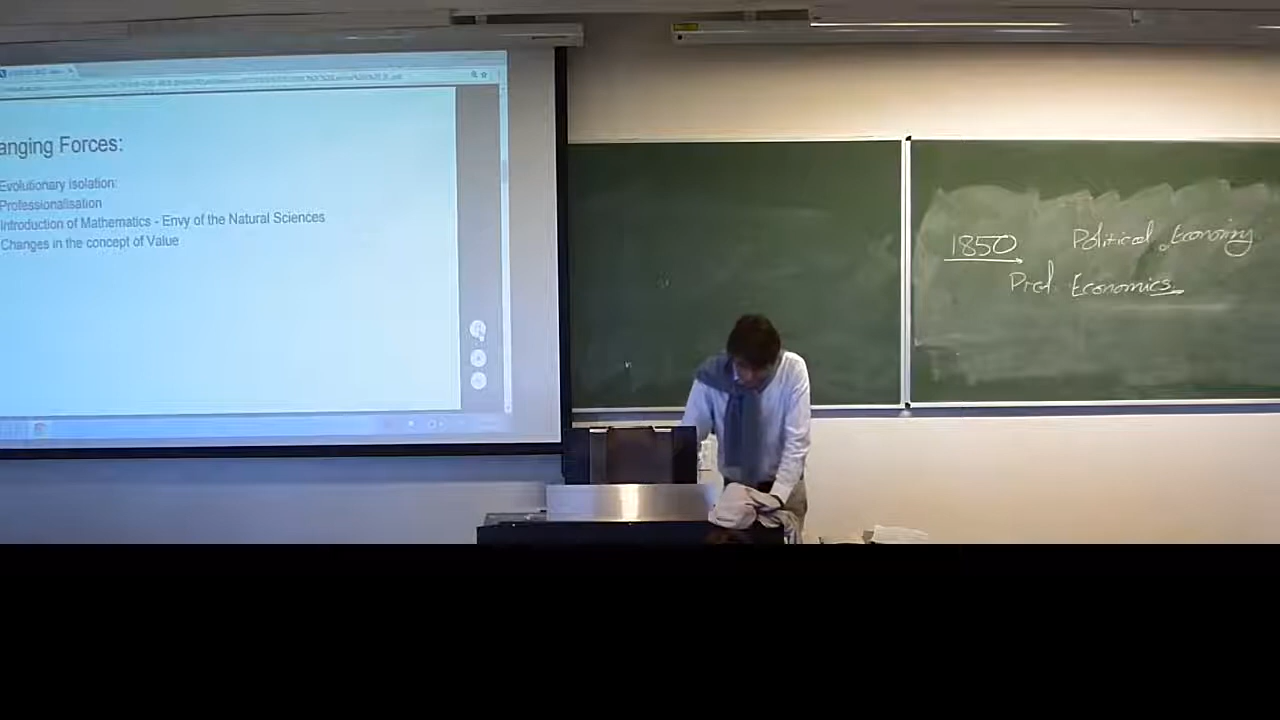 anging Forces:
Evolutionary Isolation:
Professionalisation
Introduction of Mathematics - Envy of the Natural Sciences
Changes in the concept of Value
1850 Political Economy
Prof. Economics